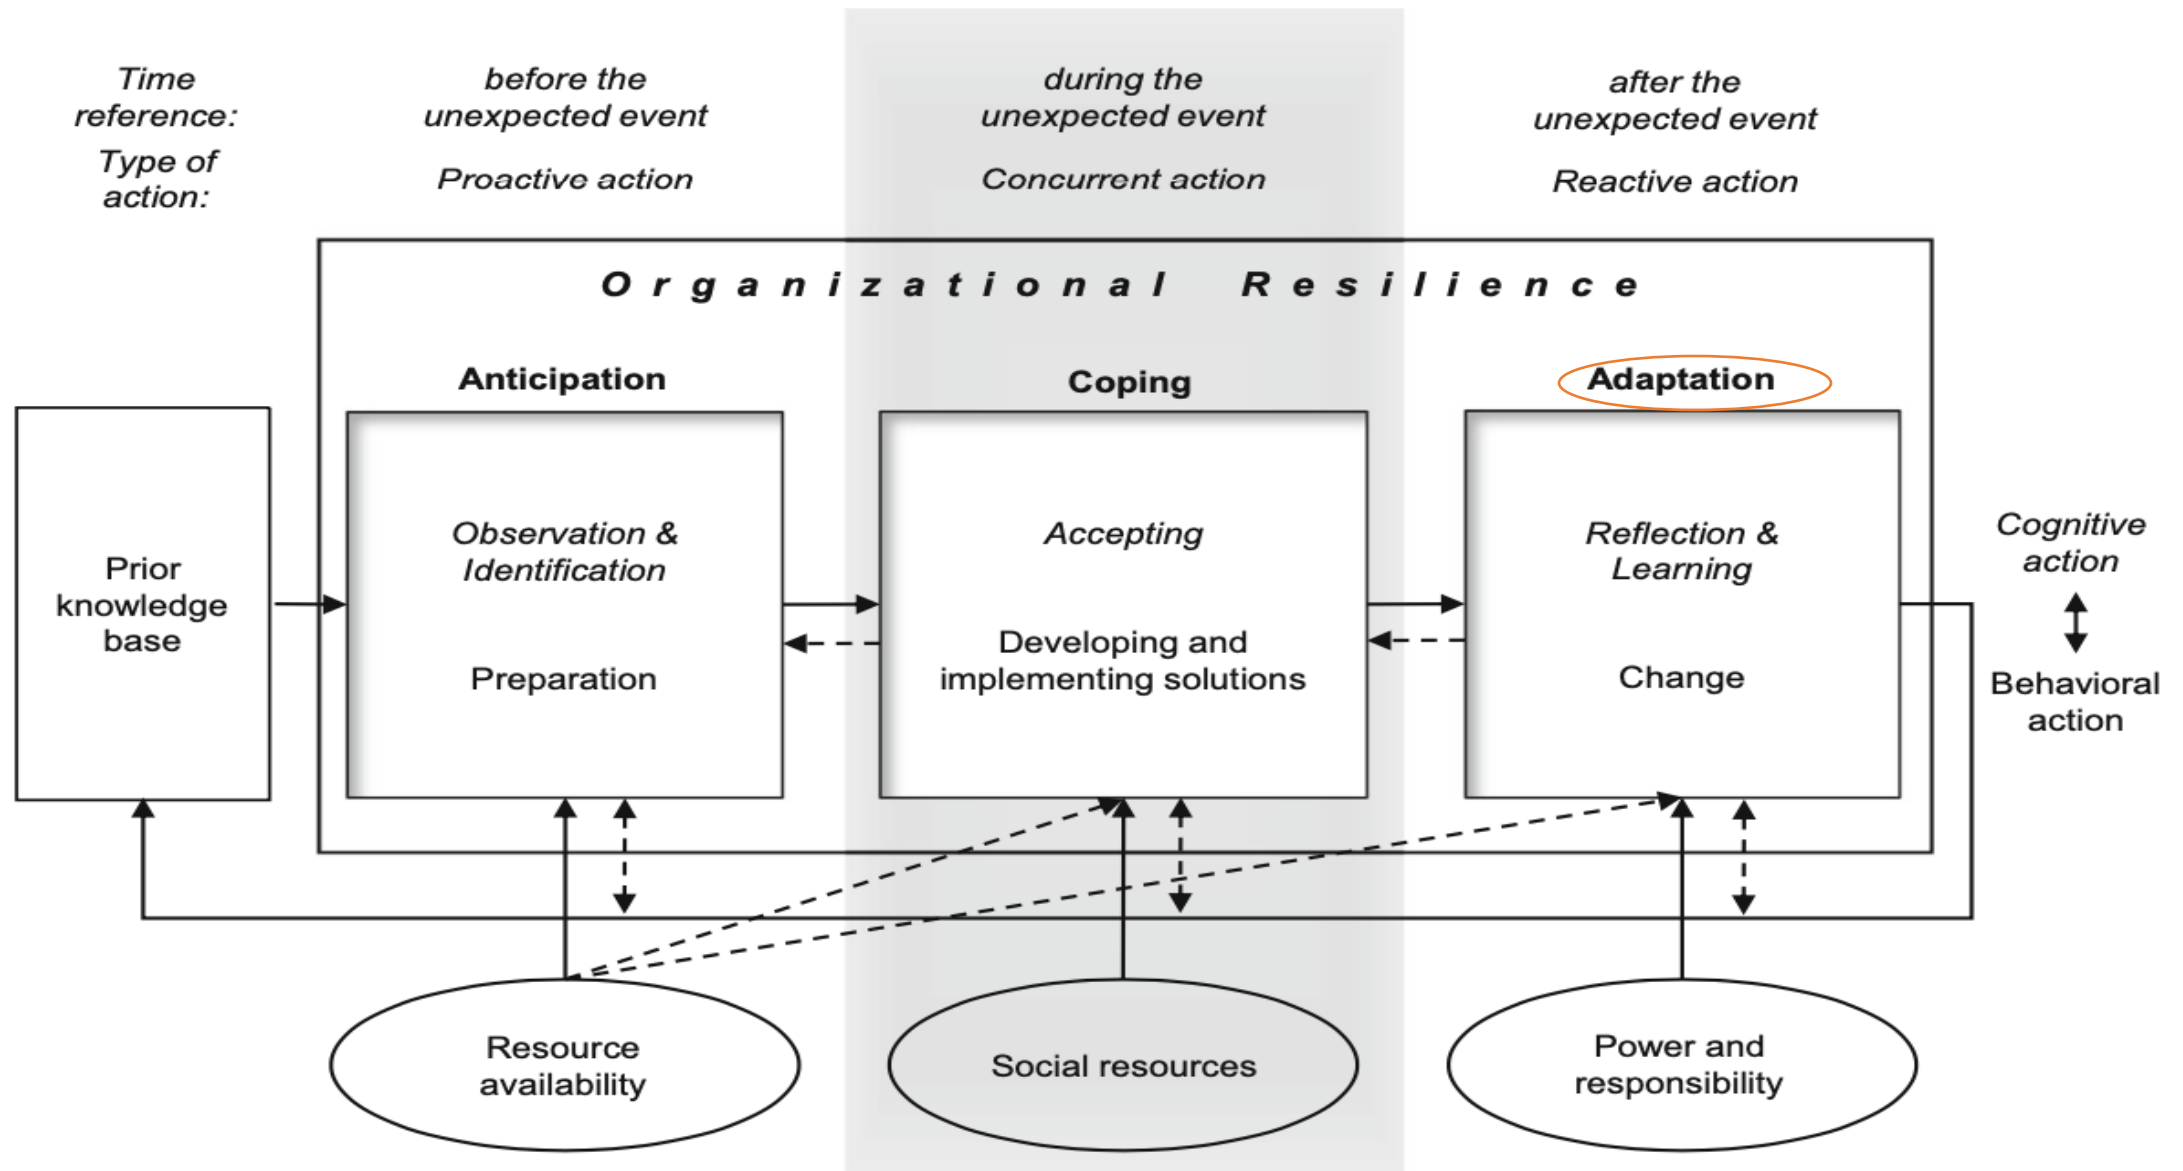 Time
reference:
before the
unexpected event
during the
unexpected event
after the
unexpected event
Type of
action:
Proactive action
Concurrent action
Reactive action
Organizational Resilience
Anticipation
Coping
Adaptation
Prior
knowledge
base
Observation &
Identification
Preparation
Accepting
Developing and
implementing solutions
Reflection &
Learning
Change
Cognitive
action
Behavioral
action
Resource
availability
Social resources
Power and
responsibility